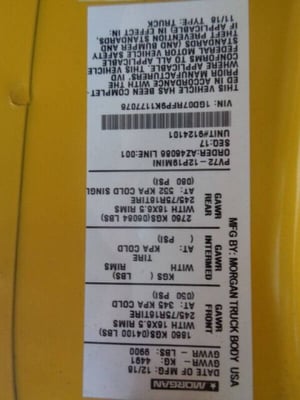 MORGAN
DATE OF MFG: 12/18
GVWR - KG: 4491
GVWR - LBS: 9900
MFG BY: MORGAN TRUCK BODY USA
GAWR FRONT
1860 KGS(04100 LBS)
WITH 16X6.5 RIMS
245/75R16TIRE
AT: 345 KPA COLD
(050 PSI)
GAWR INTERMED
KGS ( LBS)
WITH RIMS
TIRE
AT KPA COLD
( PSI)
GAWR REAR
2760 KGS(06084 LBS)
WITH 16X6.5 RIMS
245/75R16TIRE
AT: 552 KPA COLD SINGL
(080 PSI)
PV72-12P19MINI
ORDER:AZ46086 LINE:001
SEQ:17
UNIT#9124101
VIN: 1GD07RFP9K1177076
THIS VEHICLE HAS BEEN COMPLET
ED IN ACCORDANCE WITH THE
PRIOR MANUFACTURERS' IVD
WHERE APPLICABLE. THIS VEHICLE
CONFORMS TO ALL APPLICABLE
FEDERAL MOTOR VEHICLE SAFETY
STANDARDS (AND BUMPER AND
THEFT PREVENTION STANDARDS,
IF APPLICABLE) IN EFFECT IN:
11/18 TYPE: TRUCK